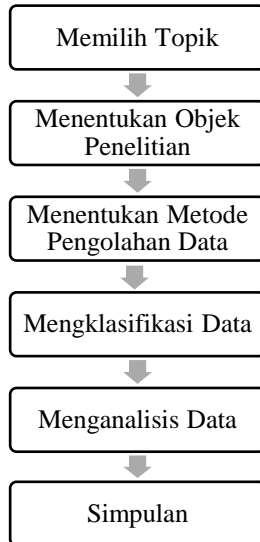 Memilih Topik
Menentukan Objek
Penelitian
Menentukan Metode
Pengolahan Data
Mengklasifikasi Data
Menganalisis Data
Simpulan